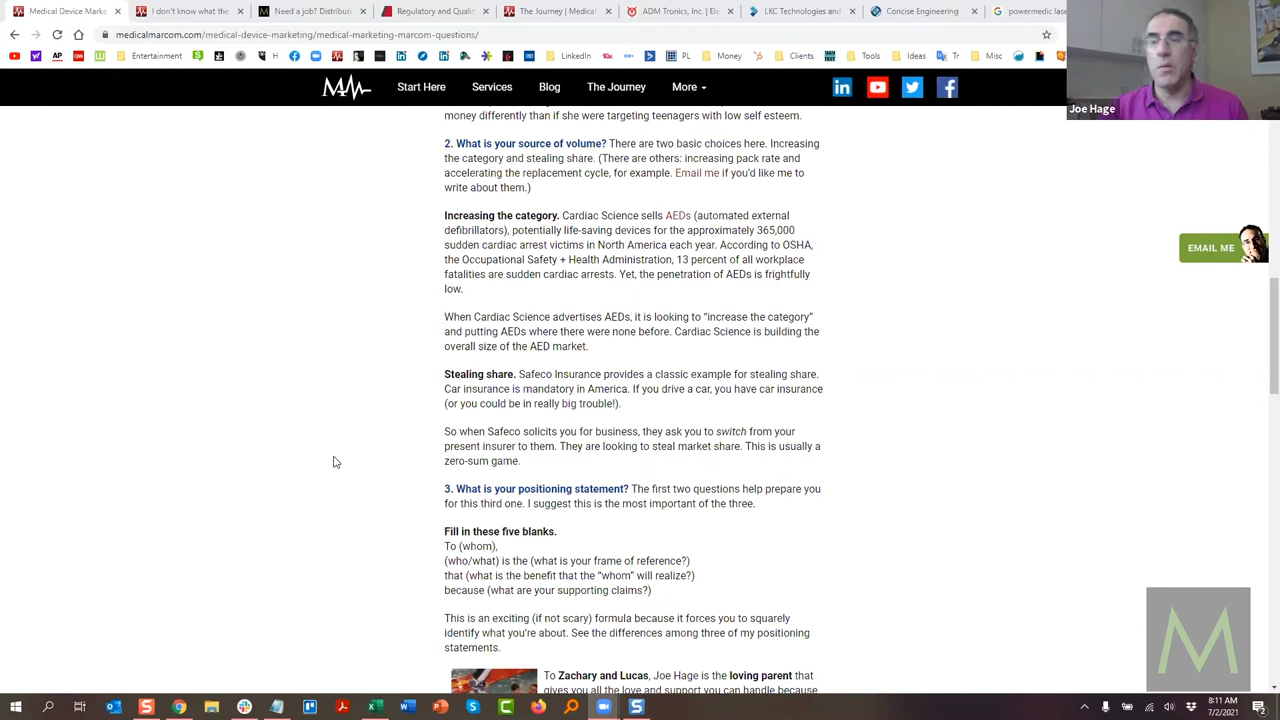 Medical Device Marke
I don't know what the
Need a job? Distributi
Regulatory and Qualit
The Journey | Medical
ADM Tronics, Inc. | Ele
LKC Technologies and
Concise Engineering
powermedic lase
medicalmarcom.com/medical-device-marketing/medical-marketing-marcom-questions/
Entertainment
H
LinkedIn
PL
Money
Clients
Tools
Ideas
Tr
Misc
Joe Hage
Start Here
Services
Blog
The Journey
More
money differently than if she were targeting teenagers with low self esteem.
2. What is your source of volume? There are two basic choices here. Increasing
the category and stealing share. (There are others: increasing pack rate and
accelerating the replacement cycle, for example. Email me if you'd like me to
write about them.)
Increasing the category. Cardiac Science sells AEDs (automated external
defibrillators), potentially life-saving devices for the approximately 365,000
sudden cardiac arrest victims in North America each year. According to OSHA,
the Occupational Safety + Health Administration, 13 percent of all workplace
fatalities are sudden cardiac arrests. Yet, the penetration of AEDs is frightfully
low.
When Cardiac Science advertises AEDs, it is looking to "increase the category"
and putting AEDs where there were none before. Cardiac Science is building the
overall size of the AED market.
Stealing share. Safeco Insurance provides a classic example for stealing share.
Car insurance is mandatory in America. If you drive a car, you have car insurance
(or you could be in really big trouble!).
So when Safeco solicits you for business, they ask you to switch from your
present insurer to them. They are looking to steal market share. This is usually a
zero-sum game.
3. What is your positioning statement? The first two questions help prepare you
for this third one. I suggest this is the most important of the three.
Fill in these five blanks.
To (whom),
(who/what) is the (what is your frame of reference?)
that (what is the benefit that the "whom" will realize?)
because (what are your supporting claims?)
This is an exciting (if not scary) formula because it forces you to squarely
identify what you're about. See the differences among three of my positioning
statements.
To Zachary and Lucas, Joe Hage is the loving parent that
gives you all the love and support you can handle because
EMAIL ME
M
8:11 AM
7/2/2021